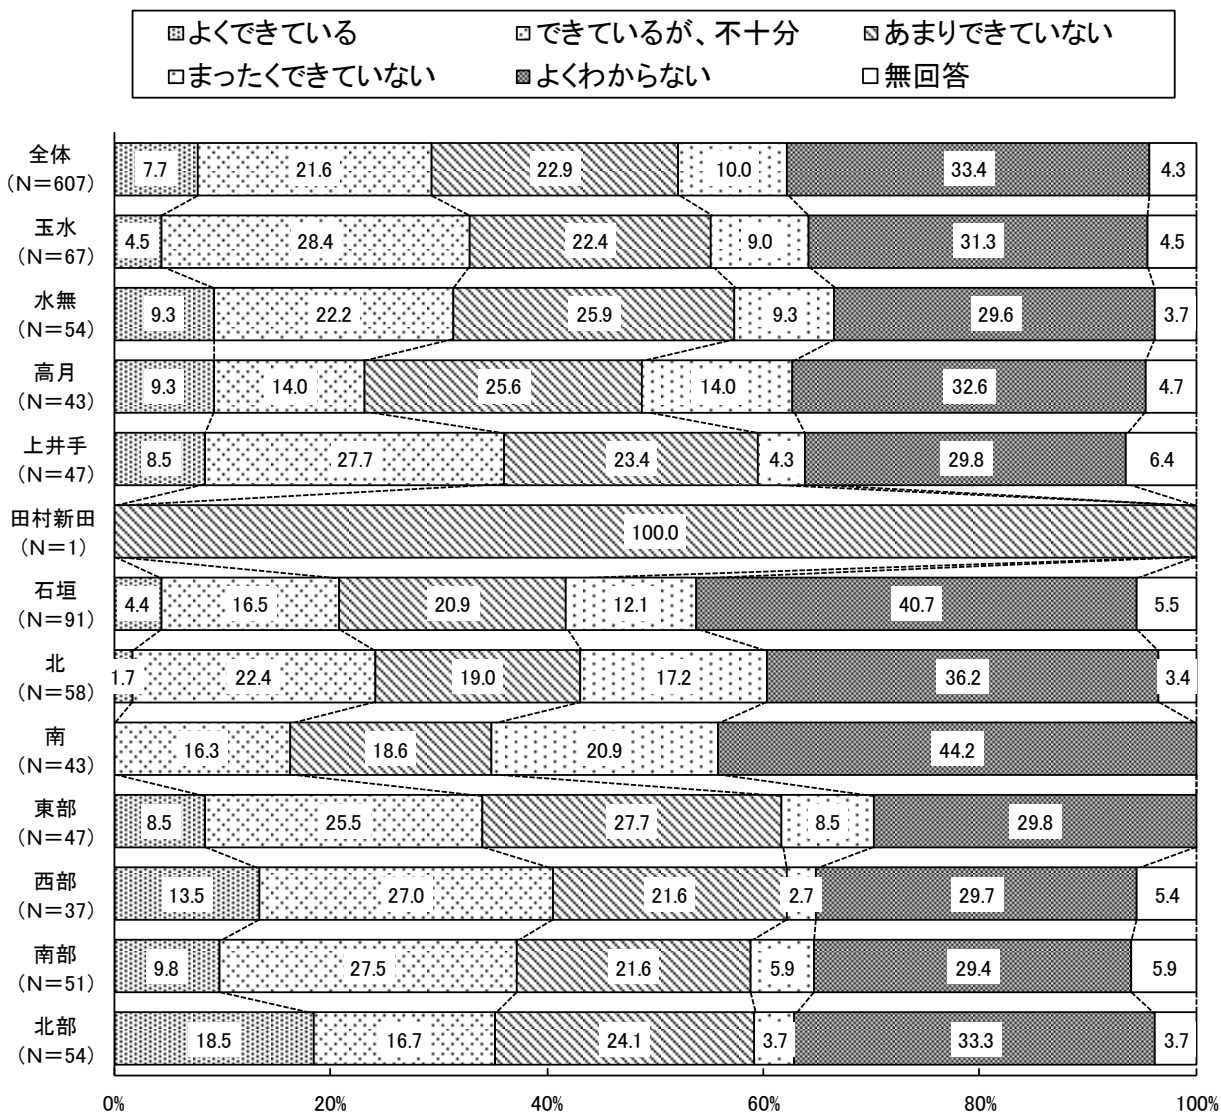 よくできている できているが、不十分 あまりできていない
まったくできていない よくわからない 無回答
全体
(N=607)
7.7 21.6 22.9 10.0 33.4 4.3
玉水
(N=67)
4.5 28.4 22.4 9.0 31.3 4.5
水無
(N=54)
9.3 22.2 25.9 9.3 29.6 3.7
高月
(N=43)
9.3 14.0 25.6 14.0 32.6 4.7
上井手
(N=47)
8.5 27.7 23.4 4.3 29.8 6.4
田村新田
(N=1)
100.0
石垣
(N=91)
4.4 16.5 20.9 12.1 40.7 5.5
北
(N=58)
1.7 22.4 19.0 17.2 36.2 3.4
南
(N=43)
16.3 18.6 20.9 44.2
東部
(N=47)
8.5 25.5 27.7 8.5 29.8
西部
(N=37)
13.5 27.0 21.6 2.7 29.7 5.4
南部
(N=51)
9.8 27.5 21.6 5.9 29.4 5.9
北部
(N=54)
18.5 16.7 24.1 3.7 33.3 3.7
0% 20% 40% 60% 80% 100%